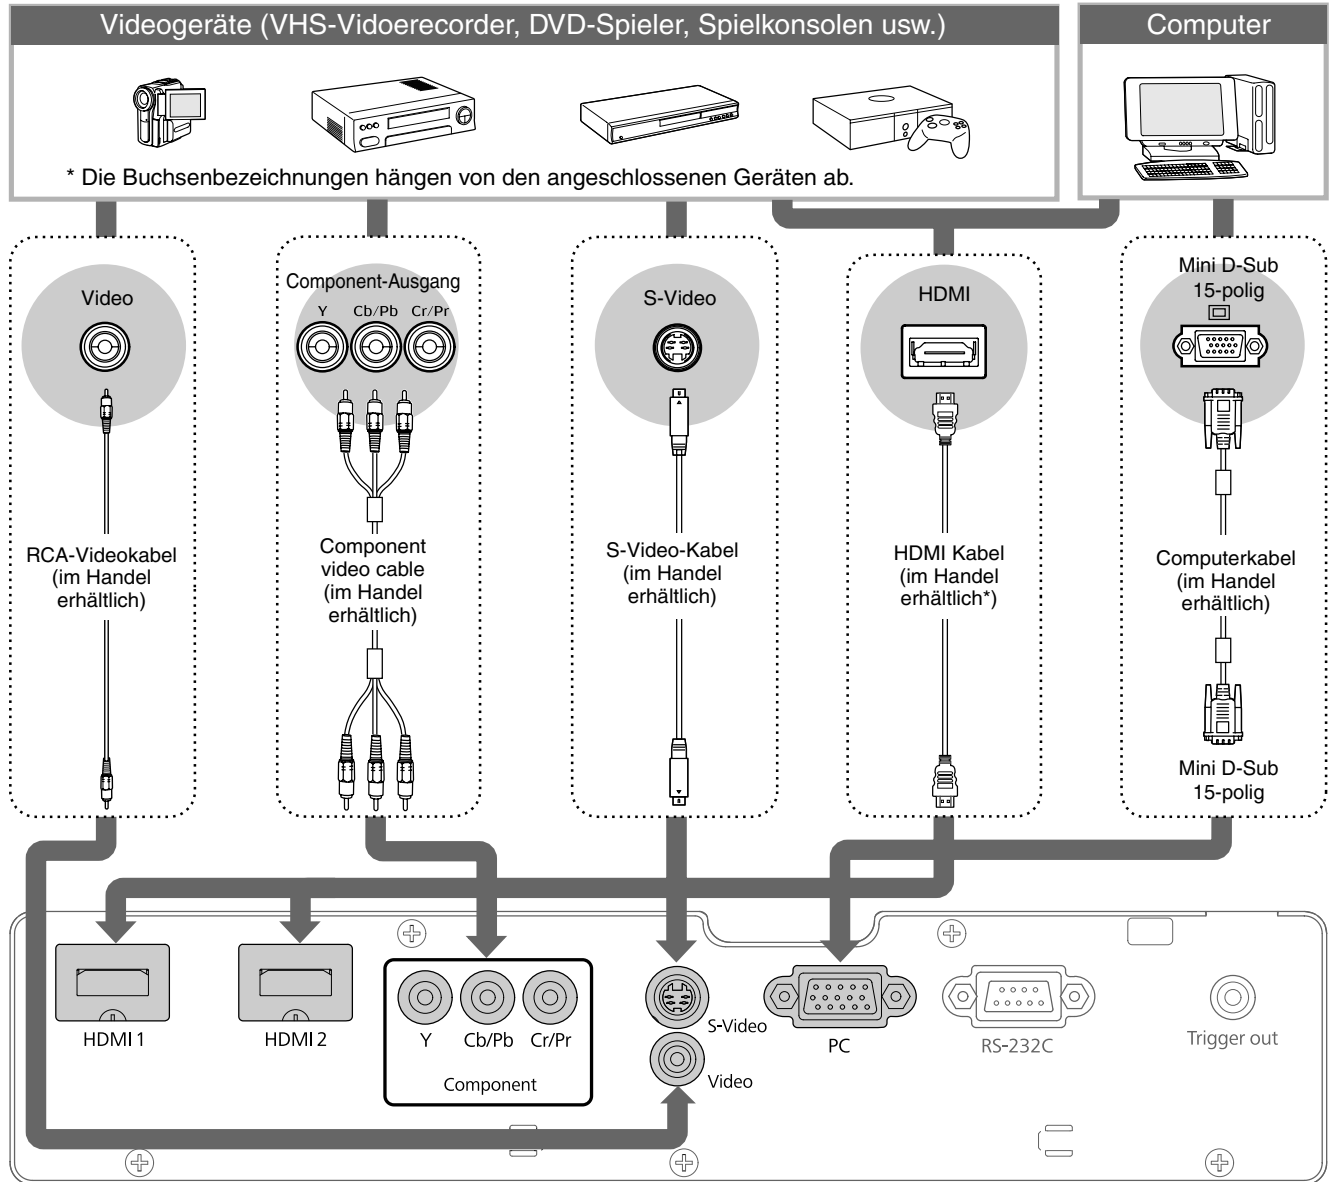 Videogeräte (VHS-Vidoerecorder, DVD-Spieler, Spielkonsolen usw.)
Computer
* Die Buchsenbezeichnungen hängen von den angeschlossenen Geräten ab.
Video
Component-Ausgang
Y Cb/Pb Cr/Pr
S-Video
HDMI
Mini D-Sub
15-polig
RCA-Videokabel
(im Handel
erhältlich)
Component
video cable
(im Handel
erhältlich)
S-Video-Kabel
(im Handel
erhältlich)
HDMI Kabel
(im Handel
erhältlich*)
Computerkabel
(im Handel
erhältlich)
Mini D-Sub
15-polig
HDMI 1
HDMI 2
Y Cb/Pb Cr/Pr
Component
S-Video
Video
PC
RS-232C
Trigger out